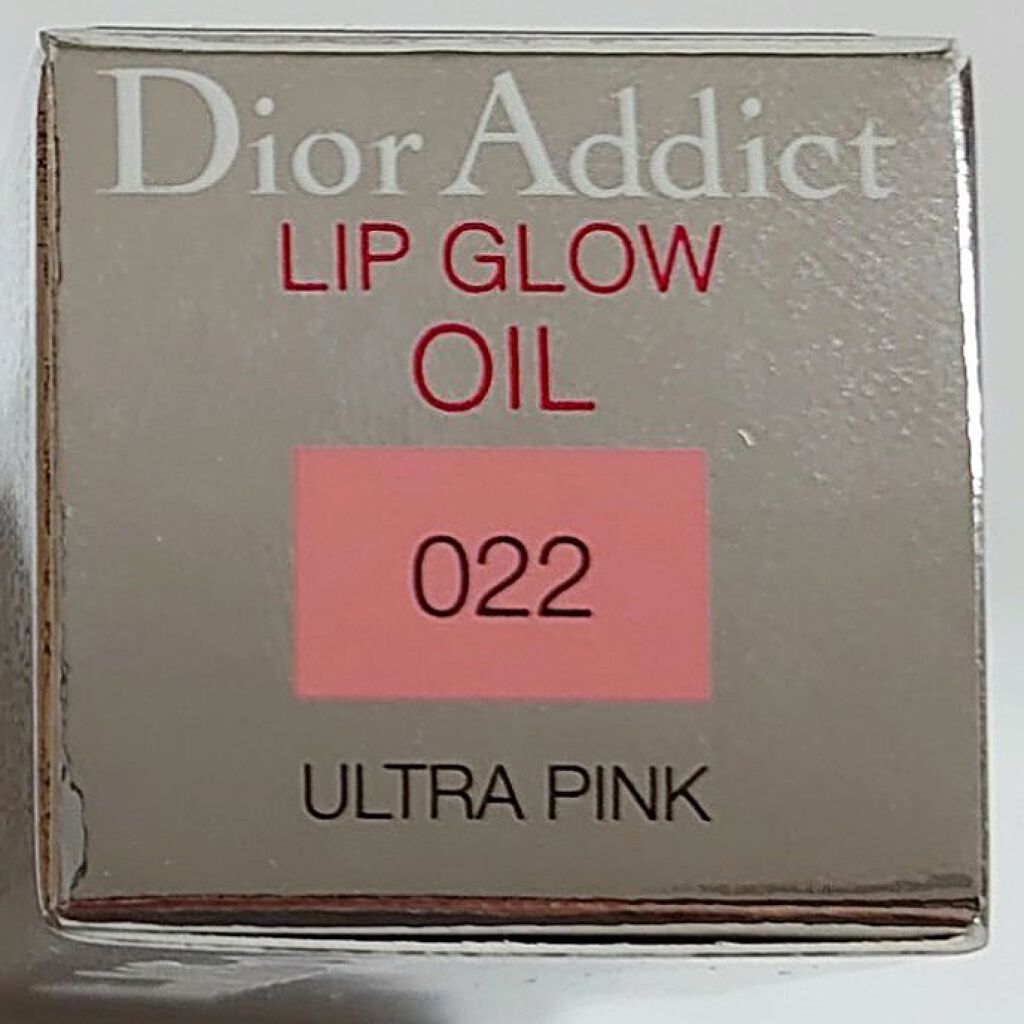 Dior Addict
LIP GLOW
OIL
022
ULTRA PINK